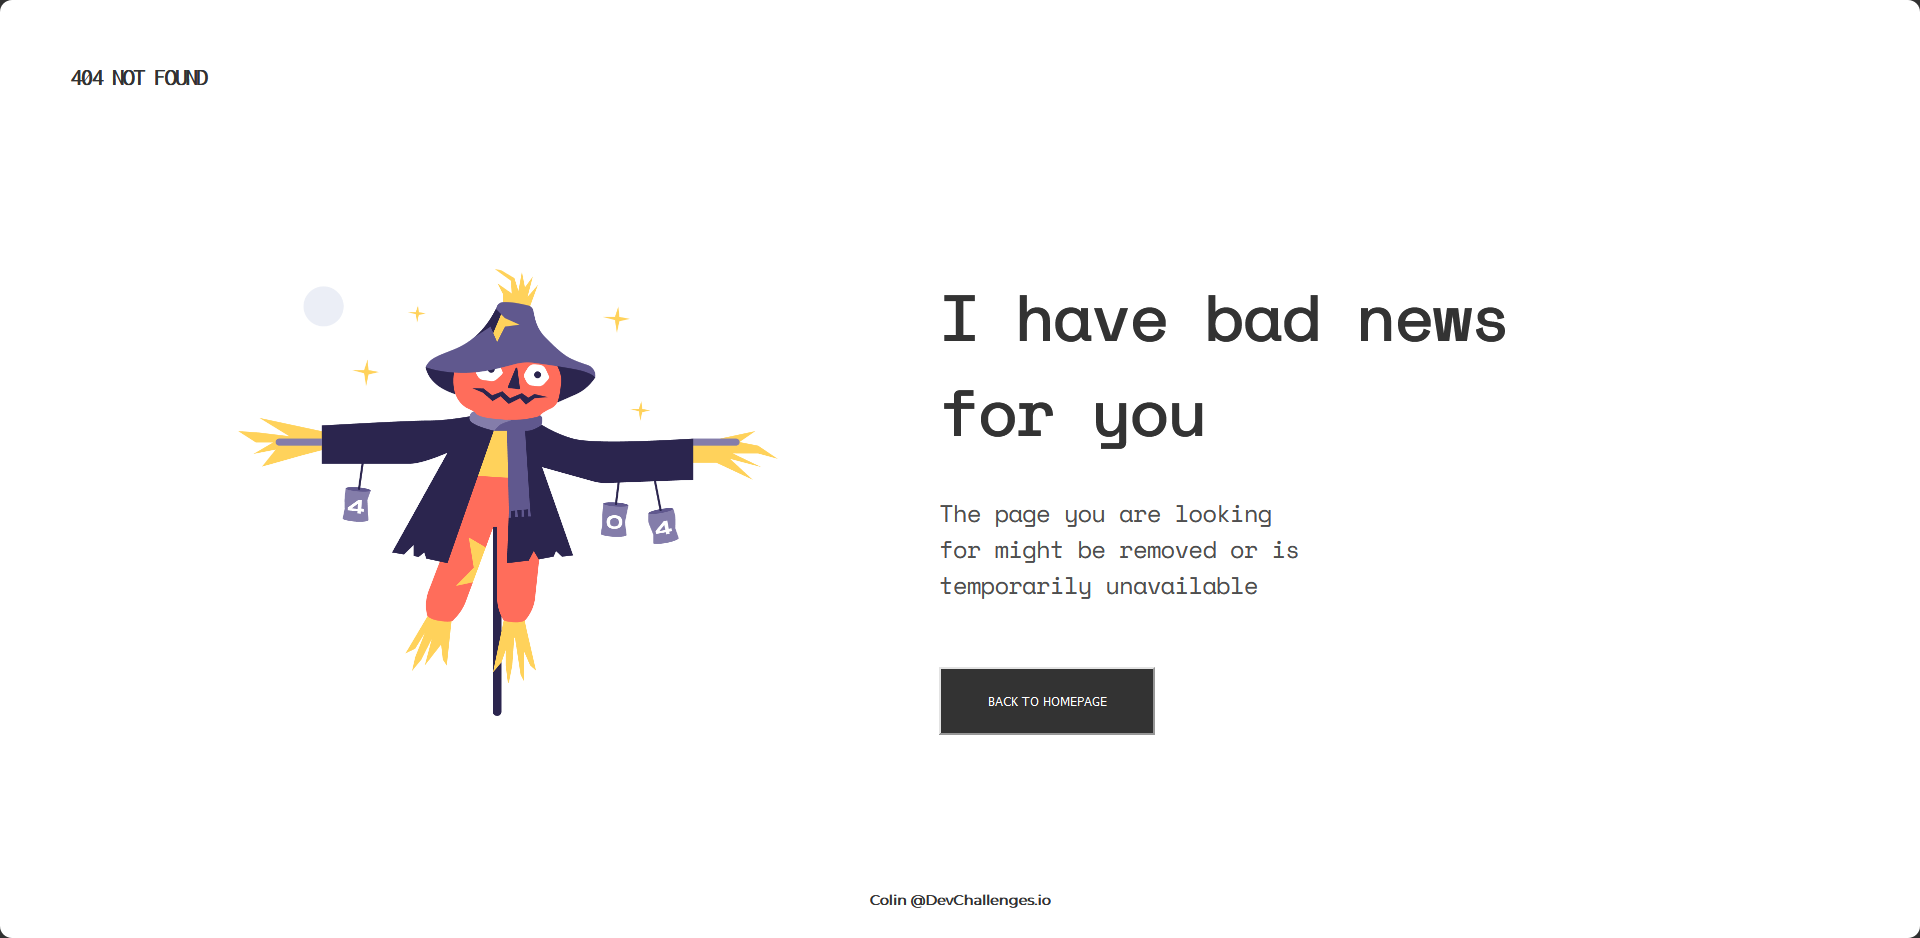 404 NOT FOUND
I have bad news
for you
4
0
4
The page you are looking
for might be removed or is
temporarily unavailable
BACK TO HOMEPAGE
Colin @DevChallenges.io